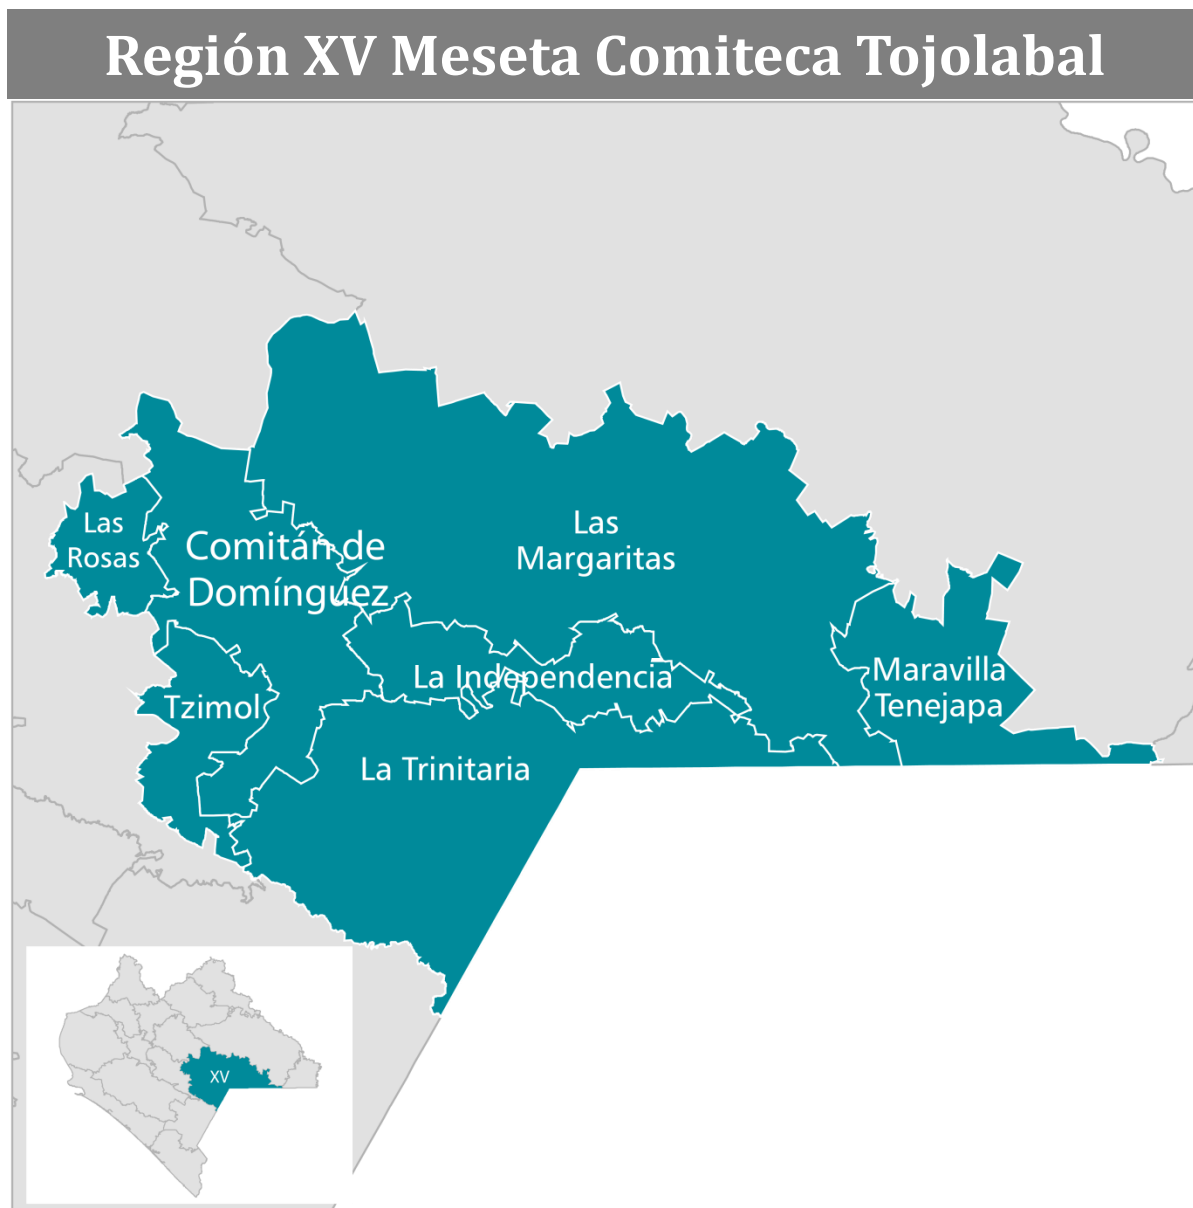 Región XV Meseta Comiteca Tojolabal
Las
Rosas
Comitán de
Domínguez
Las
Margaritas
La Independencia
Maravilla
Tenejapa
Tzimol
La Trinitaria
XV